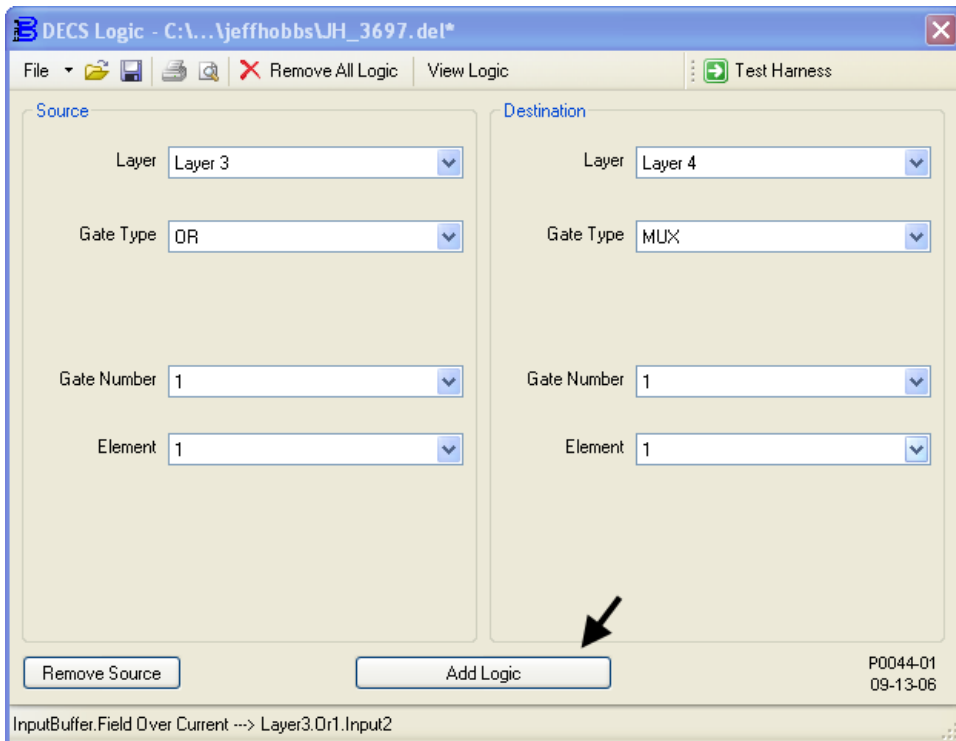 DECS Logic - C:\...\jeffhobbs\JH_3697.del*
File Remove All Logic View Logic Test Harness
Source
Layer Layer 3
Gate Type OR
Gate Number 1
Element 1
Destination
Layer Layer 4
Gate Type MUX
Gate Number 1
Element 1
Remove Source
Add Logic
P0044-01
09-13-06
InputBuffer.Field Over Current ---> Layer3.Or1.Input2